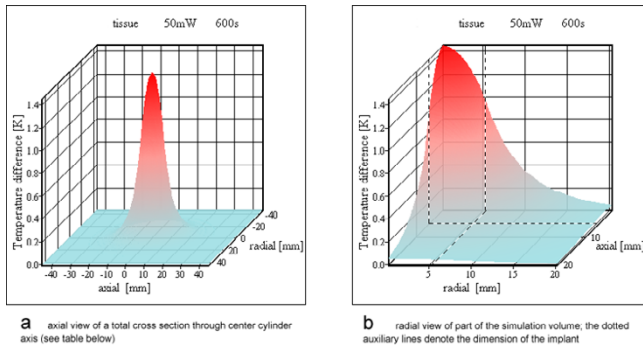 tissue 50mW 600s
Temperature difference [K]
1.4
1.2
1.0
0.8
0.6
0.4
0.2
0.0
-40 -30 -20 -10 0 10 20 30 40
axial [mm]
-40
-20
0
20
40
radial [mm]
a axial view of a total cross section through center cylinder
axis (see table below)
tissue 50mW 600s
Temperature difference [K]
1.4
1.2
1.0
0.8
0.6
0.4
0.2
0.0
5 10 15 20
radial [mm]
10
20
axial [mm]
b radial view of part of the simulation volume; the dotted
auxiliary lines denote the dimension of the implant